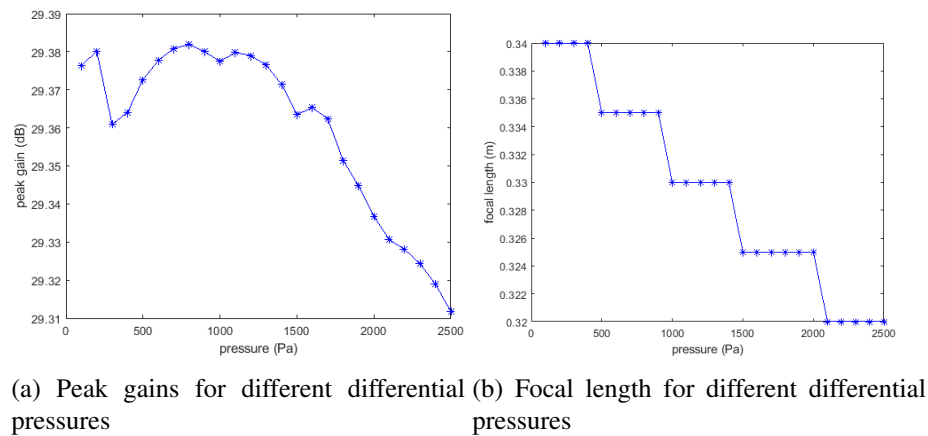 29.39
29.38
29.37
29.36
29.35
29.34
29.33
29.32
29.31
peak gain (dB)
0 500 1000 1500 2000 2500
pressure (Pa)
0.34
0.338
0.336
0.334
0.332
0.33
0.328
0.326
0.324
0.322
0.32
focal length (m)
0 500 1000 1500 2000 2500
pressure (Pa)
(a) Peak gains for different differential
pressures
(b) Focal length for different differential
pressures